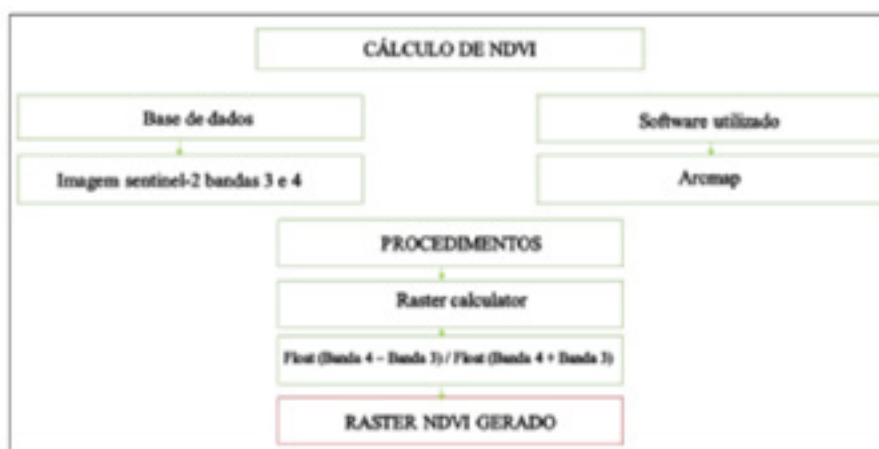 CÁLCULO DE NDVI
Base de dados
Software utilizado
Imagem sentinel-2 bandas 3 e 4
Arcmap
PROCEDIMENTOS
Raster calculator
Float (Banda 4 – Banda 3) / Float (Banda 4 + Banda 3)
RASTER NDVI GERADO